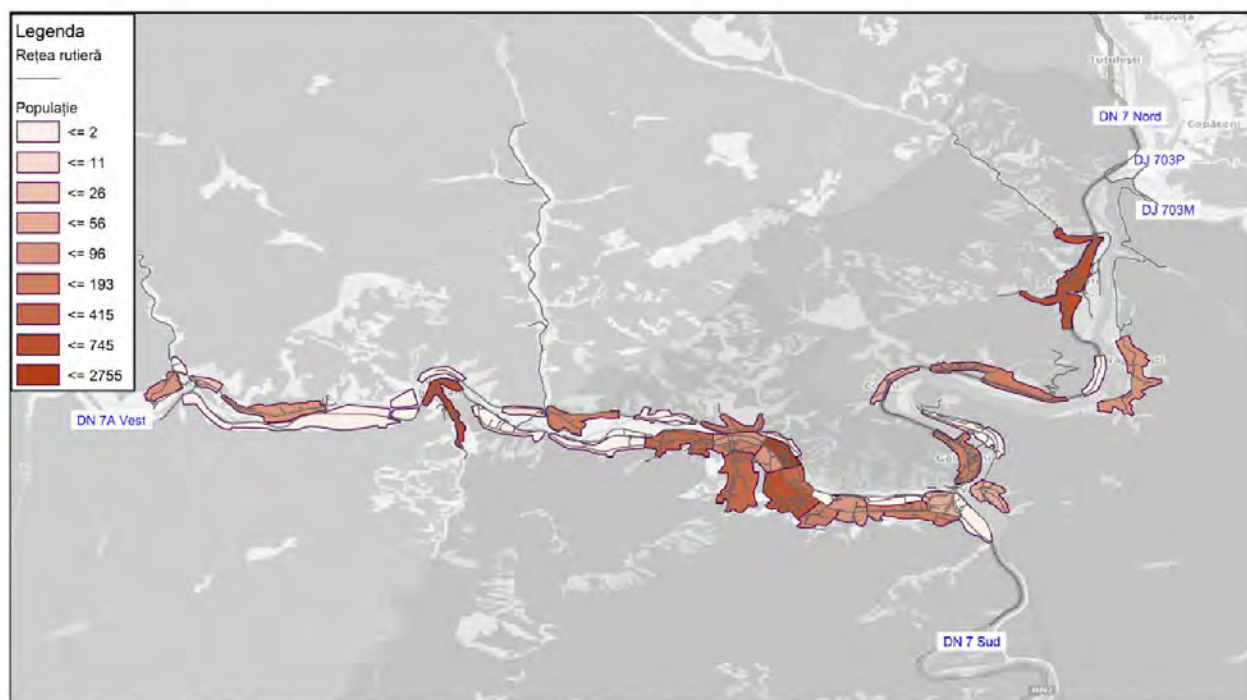 Legenda
Rețea rutieră
Populație
<= 2
<= 11
<= 26
<= 56
<= 96
<= 193
<= 415
<= 745
<= 2755
Tuțulești
DN 7 Nord
Copăceni
DJ 703P
DJ 703M
DN 7A Vest
DN 7 Sud